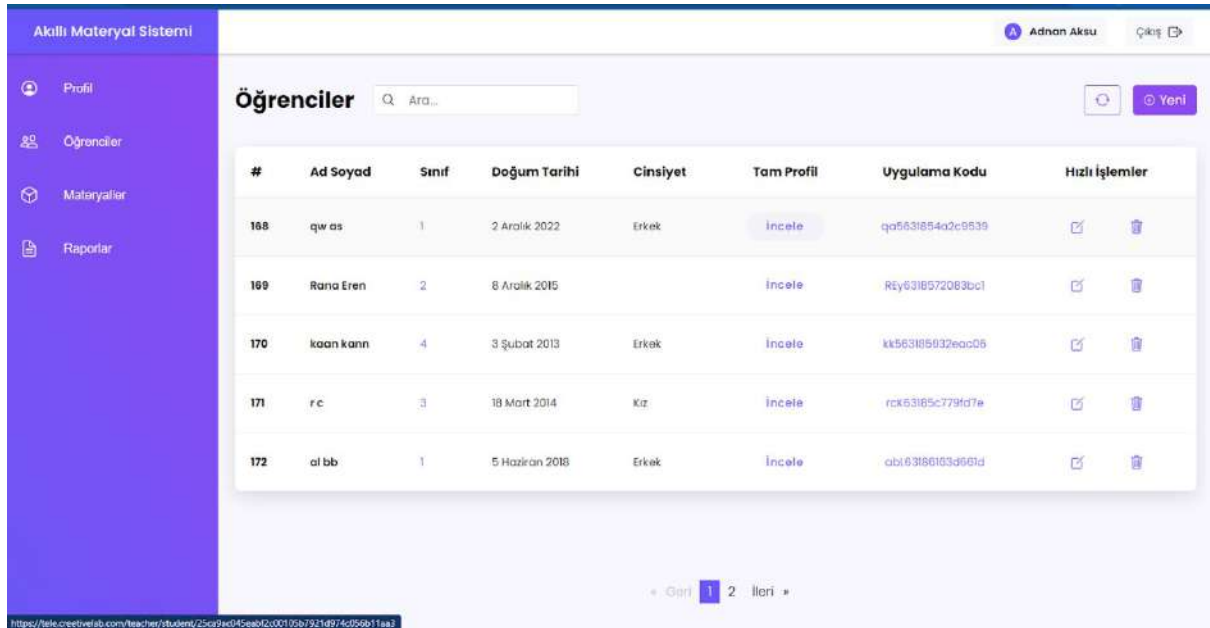 Akıllı Materyal Sistemi
A Adnan Aksu Çıkış
Profil
Öğrenciler
Materyaller
Raporlar
Öğrenciler Ara... Yeni
# Ad Soyad Sınıf Doğum Tarihi Cinsiyet Tam Profil Uygulama Kodu Hızlı İşlemler
168 qw as 1 2 Aralık 2022 Erkek İncele qa5631854a2c9539
169 Rana Eren 2 8 Aralık 2015 İncele REy6318572083bc1
170 kaan kann 4 3 Şubat 2013 Erkek İncele
171 r c 3 18 Mart 2014 Kız İncele rcK63185c779fd7e
172 al bb 1 5 Haziran 2018 Erkek İncele abL63186163d661d
« Geri 1 2 İleri »